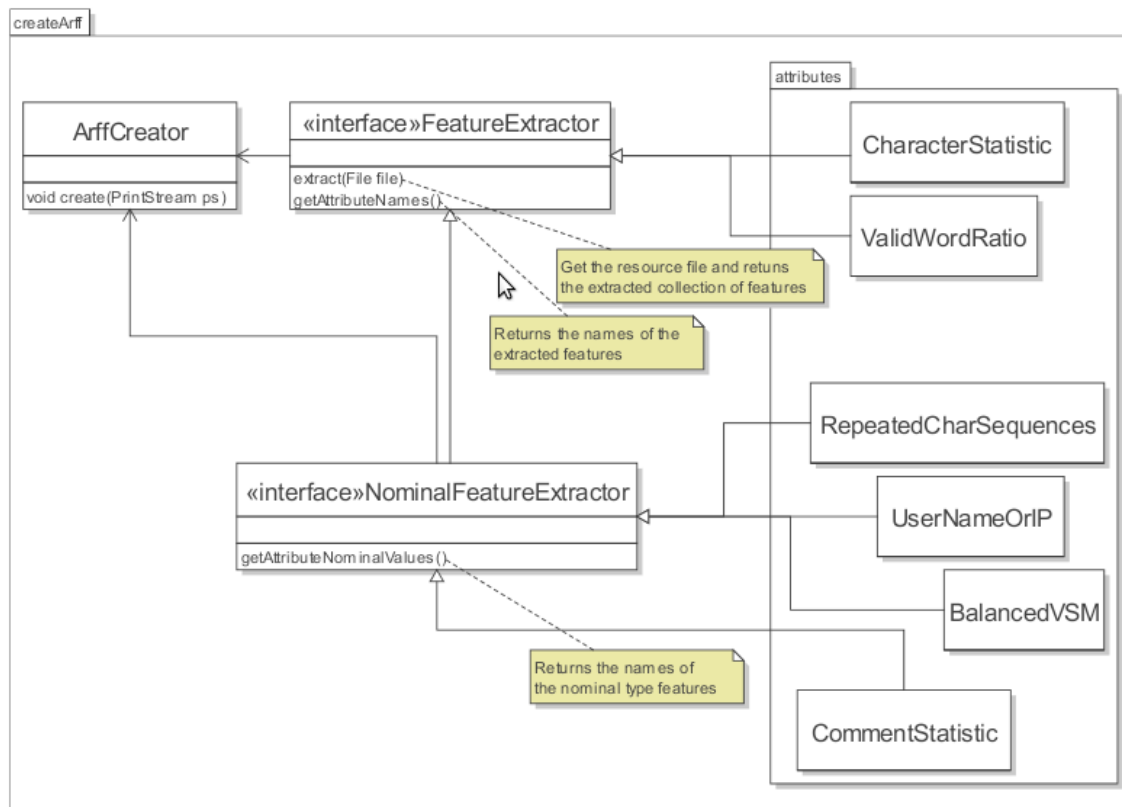 createArff
attributes
ArffCreator
void create(PrintStream ps)
«interface»FeatureExtractor
extract(File file)
getAttributeNames()
CharacterStatistic
ValidWordRatio
Get the resource file and retuns
the extracted collection of features
Returns the names of the
extracted features
RepeatedCharSequences
«interface»NominalFeatureExtractor
getAttributeNominalValues()
UserNameOrIP
BalancedVSM
Returns the names of
the nominal type features
CommentStatistic